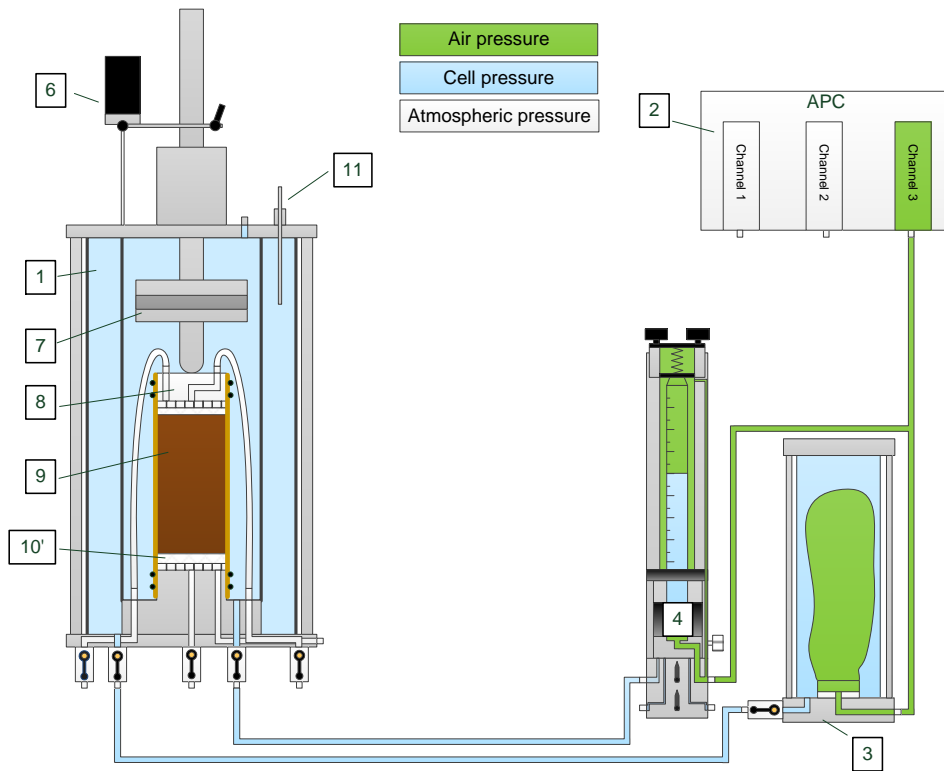 Air pressure
Cell pressure
Atmospheric pressure
APC
Channel 1
Channel 2
Channel 3
6
2
11
1
7
8
9
10'
4
3